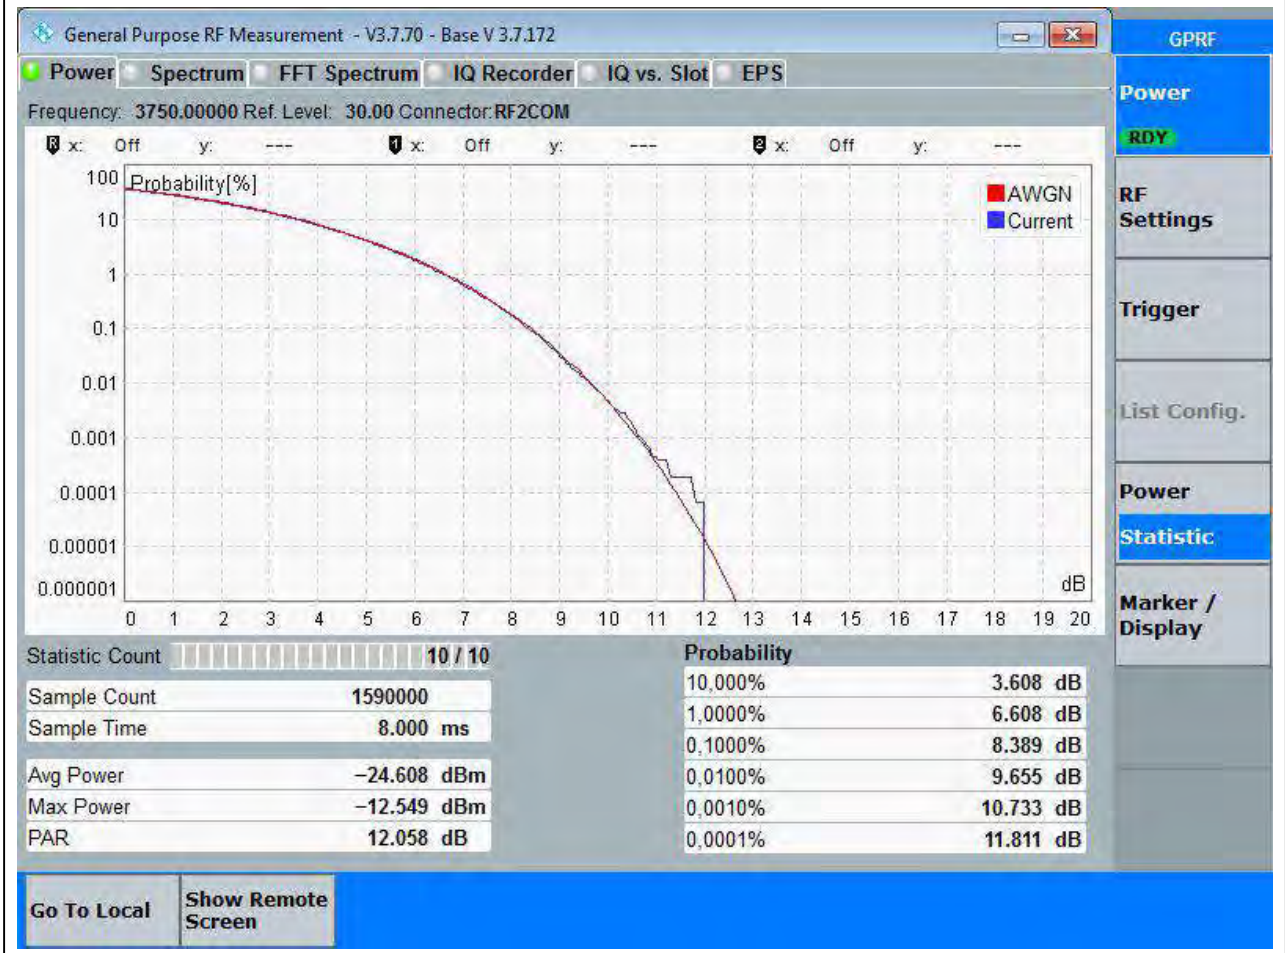 General Purpose RF Measurement - V3.7.70 - Base V 3.7.172
GPRF
Power Spectrum FFT Spectrum IQ Recorder IQ vs. Slot EPS
Frequency: 3750.00000 Ref. Level: 30.00 Connector:RF2COM
R x: Off y: --- 1 x: Off y: --- 2 x: Off y: ---
Probability[%]
AWGN
Current
100
10
1
0.1
0.01
0.001
0.0001
0.00001
0.000001
dB
0 1 2 3 4 5 6 7 8 9 10 11 12 13 14 15 16 17 18 19 20
Statistic Count 10 / 10
Sample Count 1590000
Sample Time 8.000 ms
Avg Power −24.608 dBm
Max Power −12.549 dBm
PAR 12.058 dB
Probability
10,000% 3.608 dB
1,0000% 6.608 dB
0,1000% 8.389 dB
0,0100% 9.655 dB
0,0010% 10.733 dB
0,0001% 11.811 dB
Power
RDY
RF
Settings
Trigger
List Config.
Power
Statistic
Marker /
Display
Go To Local
Show Remote
Screen